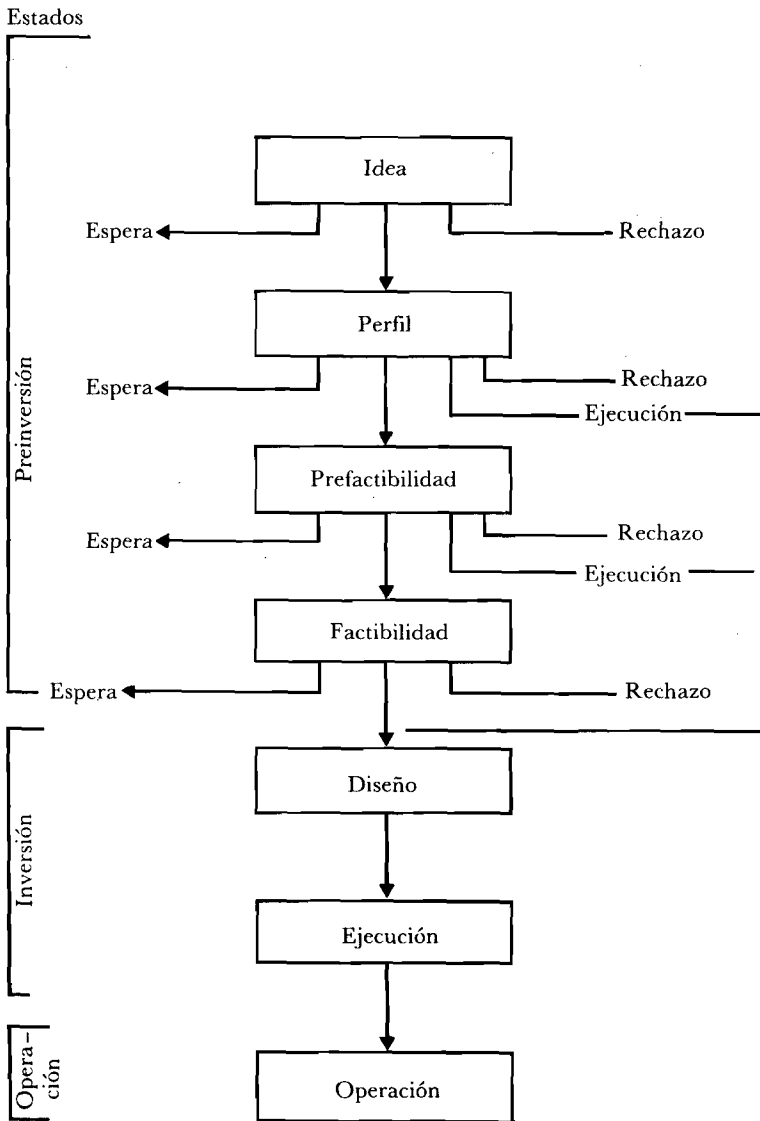 Estados
Idea
Espera
Rechazo
Perfil
Espera
Rechazo
Ejecución
Preinversión
Prefactibilidad
Espera
Rechazo
Ejecución
Factibilidad
Espera
Rechazo
Diseño
Inversión
Ejecución
Opera-
ción
Operación